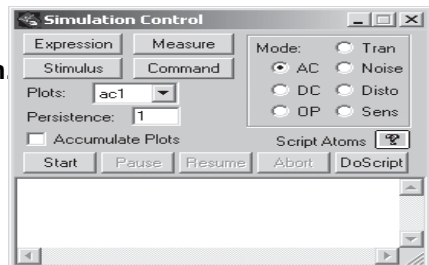 Simulation Control
Expression Measure
Stimulus Command
Plots: ac1
Persistence: 1
Accumulate Plots
Mode: Tran
AC Noise
DC Disto
OP Sens
Script Atoms
Start Pause Resume Abort DoScript